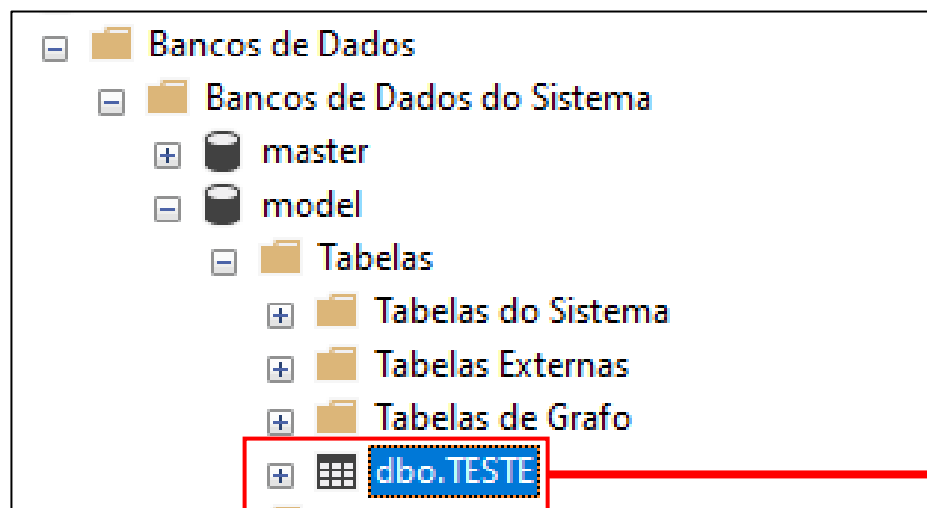 Bancos de Dados
Bancos de Dados do Sistema
master
model
Tabelas
Tabelas do Sistema
Tabelas Externas
Tabelas de Grafo
dbo.TESTE